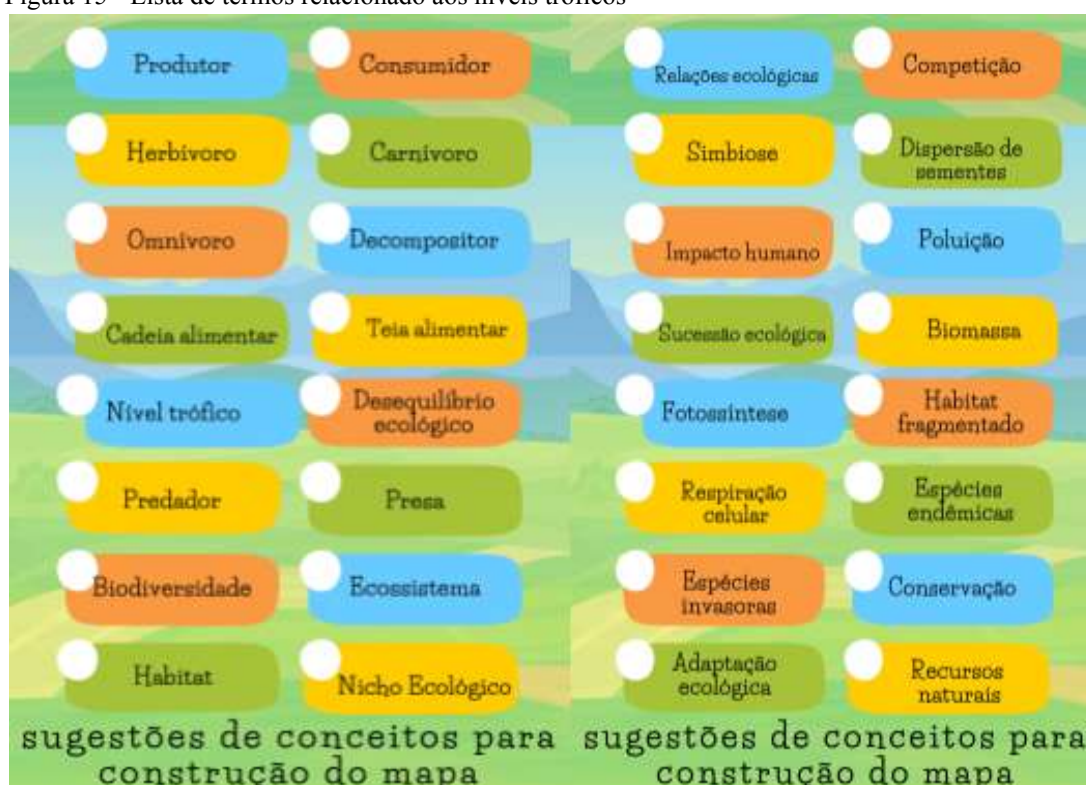 Figura 15 - Lista de termos relacionado aos níveis tróficos
Produtor
Consumidor
Herbívoro
Carnívoro
Omnívoro
Decompositor
Cadeia alimentar
Teia alimentar
Nível trófico
Desequilíbrio
ecológico
Predador
Presa
Biodiversidade
Ecossistema
Habitat
Nicho Ecológico
sugestões de conceitos para
construção do mapa
Relações ecológicas
Competição
Simbiose
Dispersão de
sementes
Impacto humano
Poluição
Sucessão ecológica
Biomassa
Fotossíntese
Habitat
fragmentado
Respiração
celular
Espécies
endêmicas
Espécies
invasoras
Conservação
Adaptação
ecológica
Recursos
naturais
sugestões de conceitos para
construção do mapa